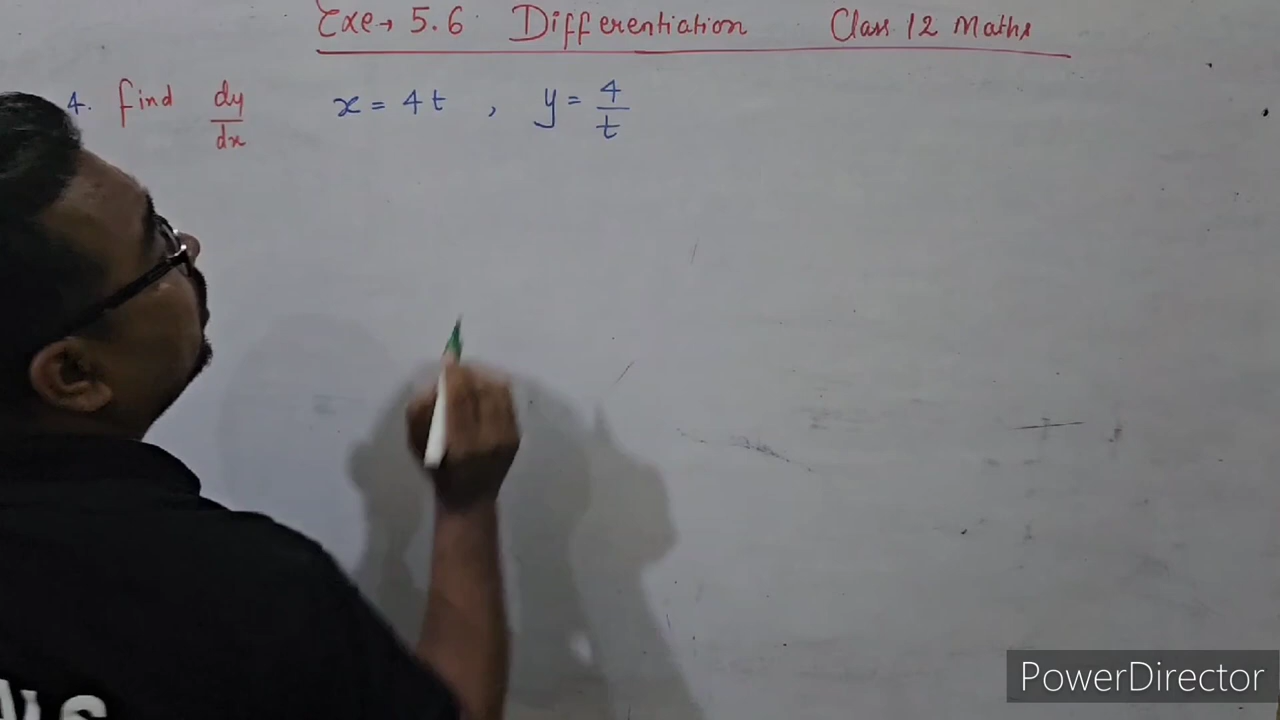 Exe → 5.6 Differentiation Class 12 Maths
4. find dy/dx x = 4t , y = 4/t
PowerDirector